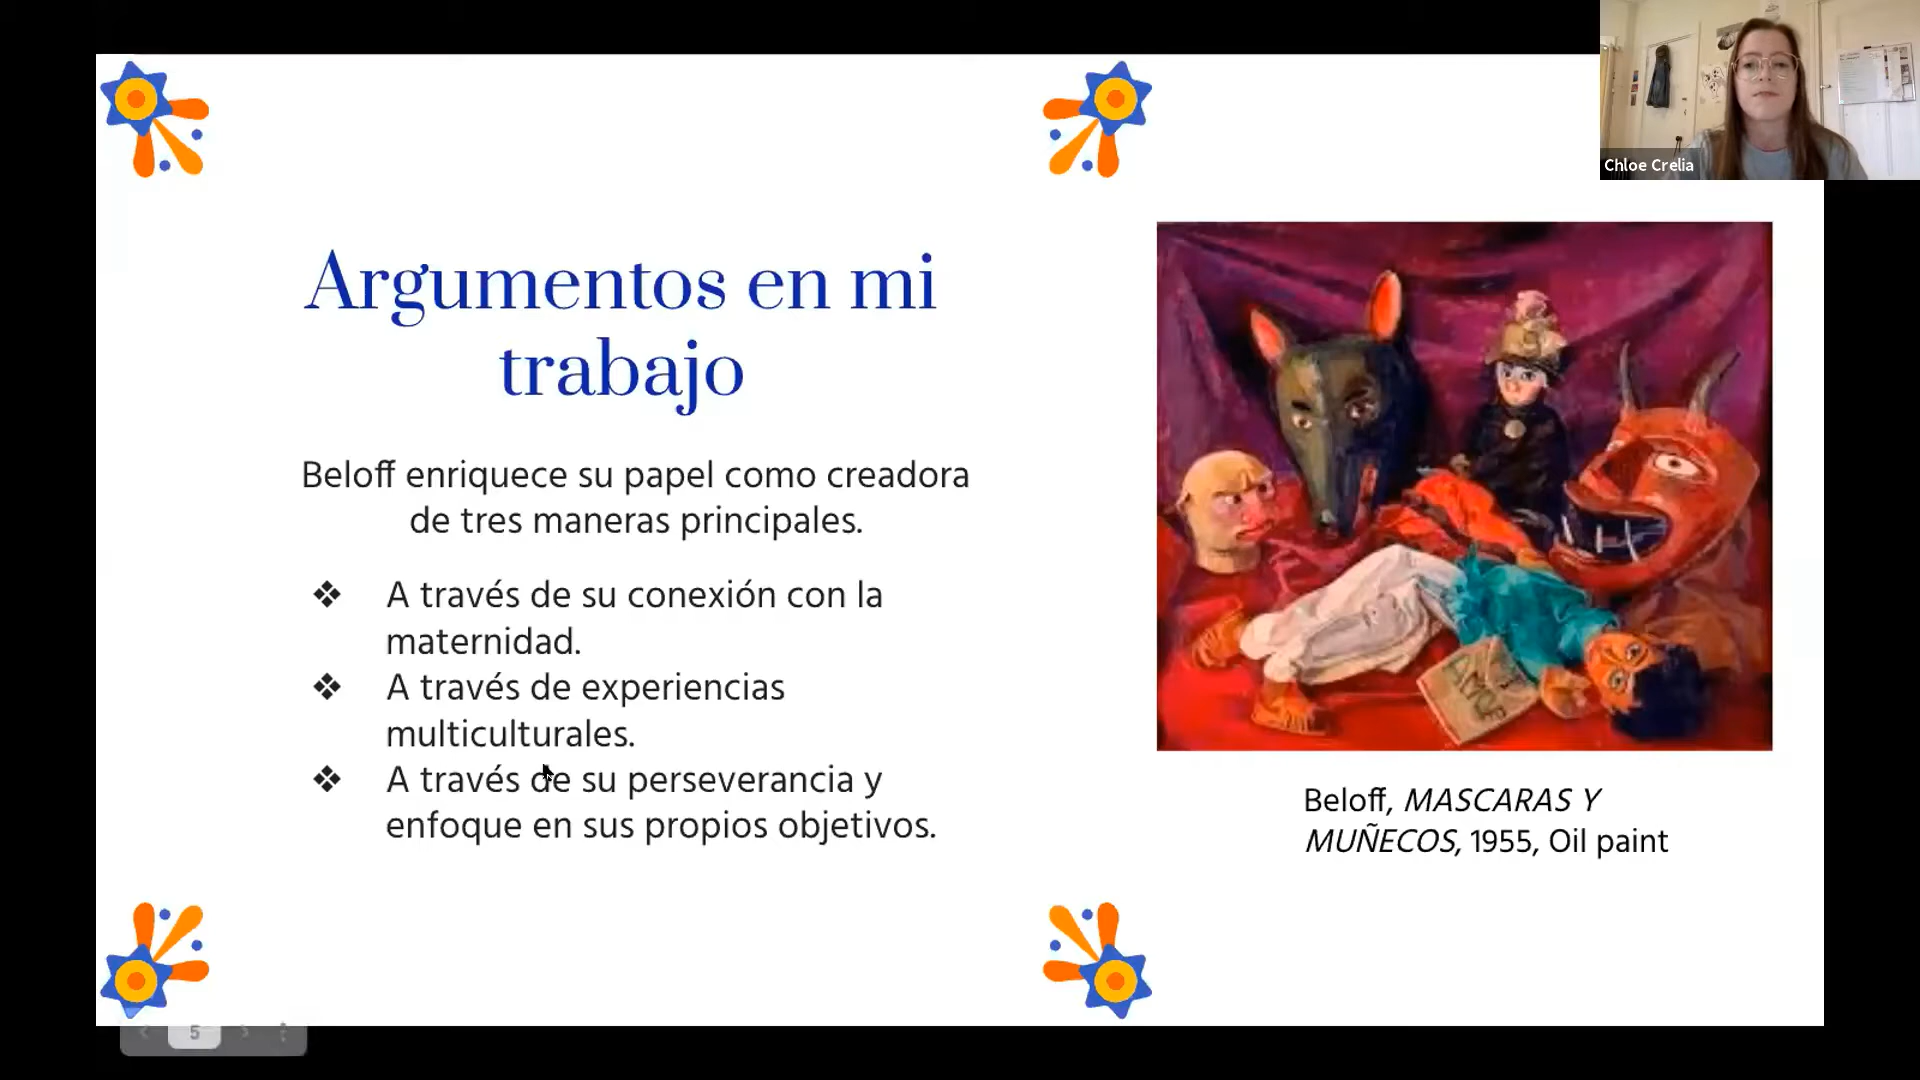 Chloe Crelia
Argumentos en mi
trabajo
Beloff enriquece su papel como creadora
de tres maneras principales.
❖ A través de su conexión con la
maternidad.
❖ A través de experiencias
multiculturales.
❖ A través de su perseverancia y
enfoque en sus propios objetivos.
AMOR
Beloff, MASCARAS Y
MUÑECOS, 1955, Oil paint
5